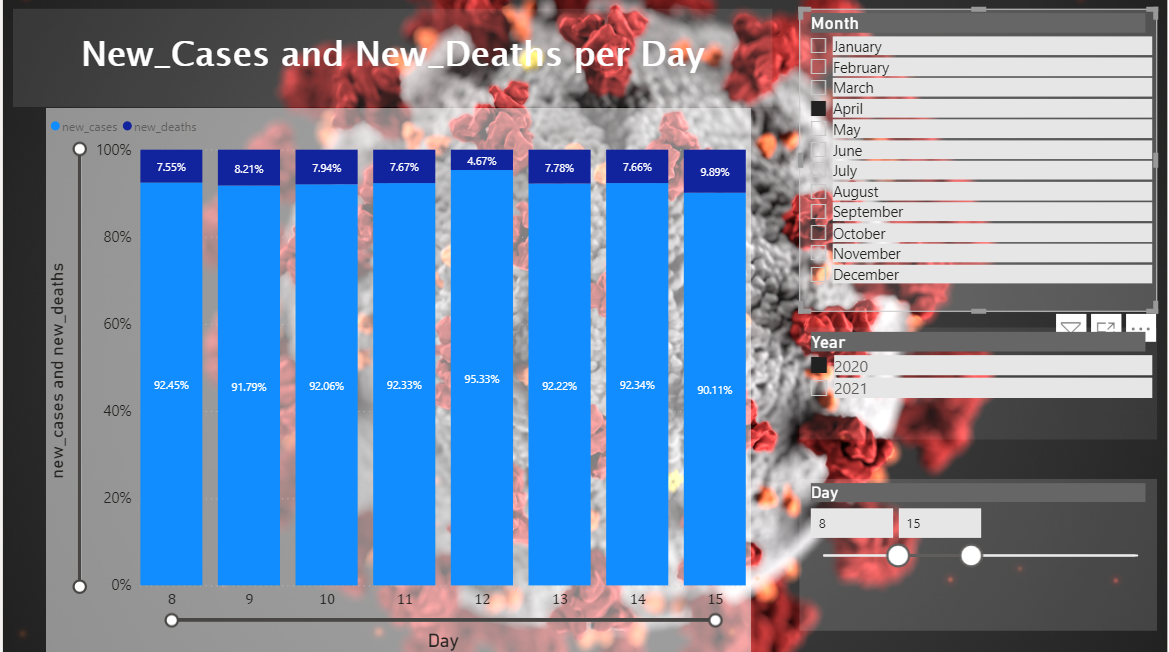 New_Cases and New_Deaths per Day
new_cases new_deaths
100%
80%
60%
40%
20%
0%
new_cases and new_deaths
7.55% 8.21% 7.94% 7.67% 4.67% 7.78% 7.66% 9.89%
92.45% 91.79% 92.06% 92.33% 95.33% 92.22% 92.34% 90.11%
8 9 10 11 12 13 14 15
Day
Month
January
February
March
April
May
June
July
August
September
October
November
December
Year
2020
2021
Day
8 15